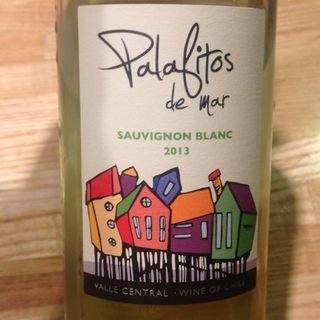 Palafitos
de mar
SAUVIGNON BLANC
2013
VALLE CENTRAL · WINE OF CHILE